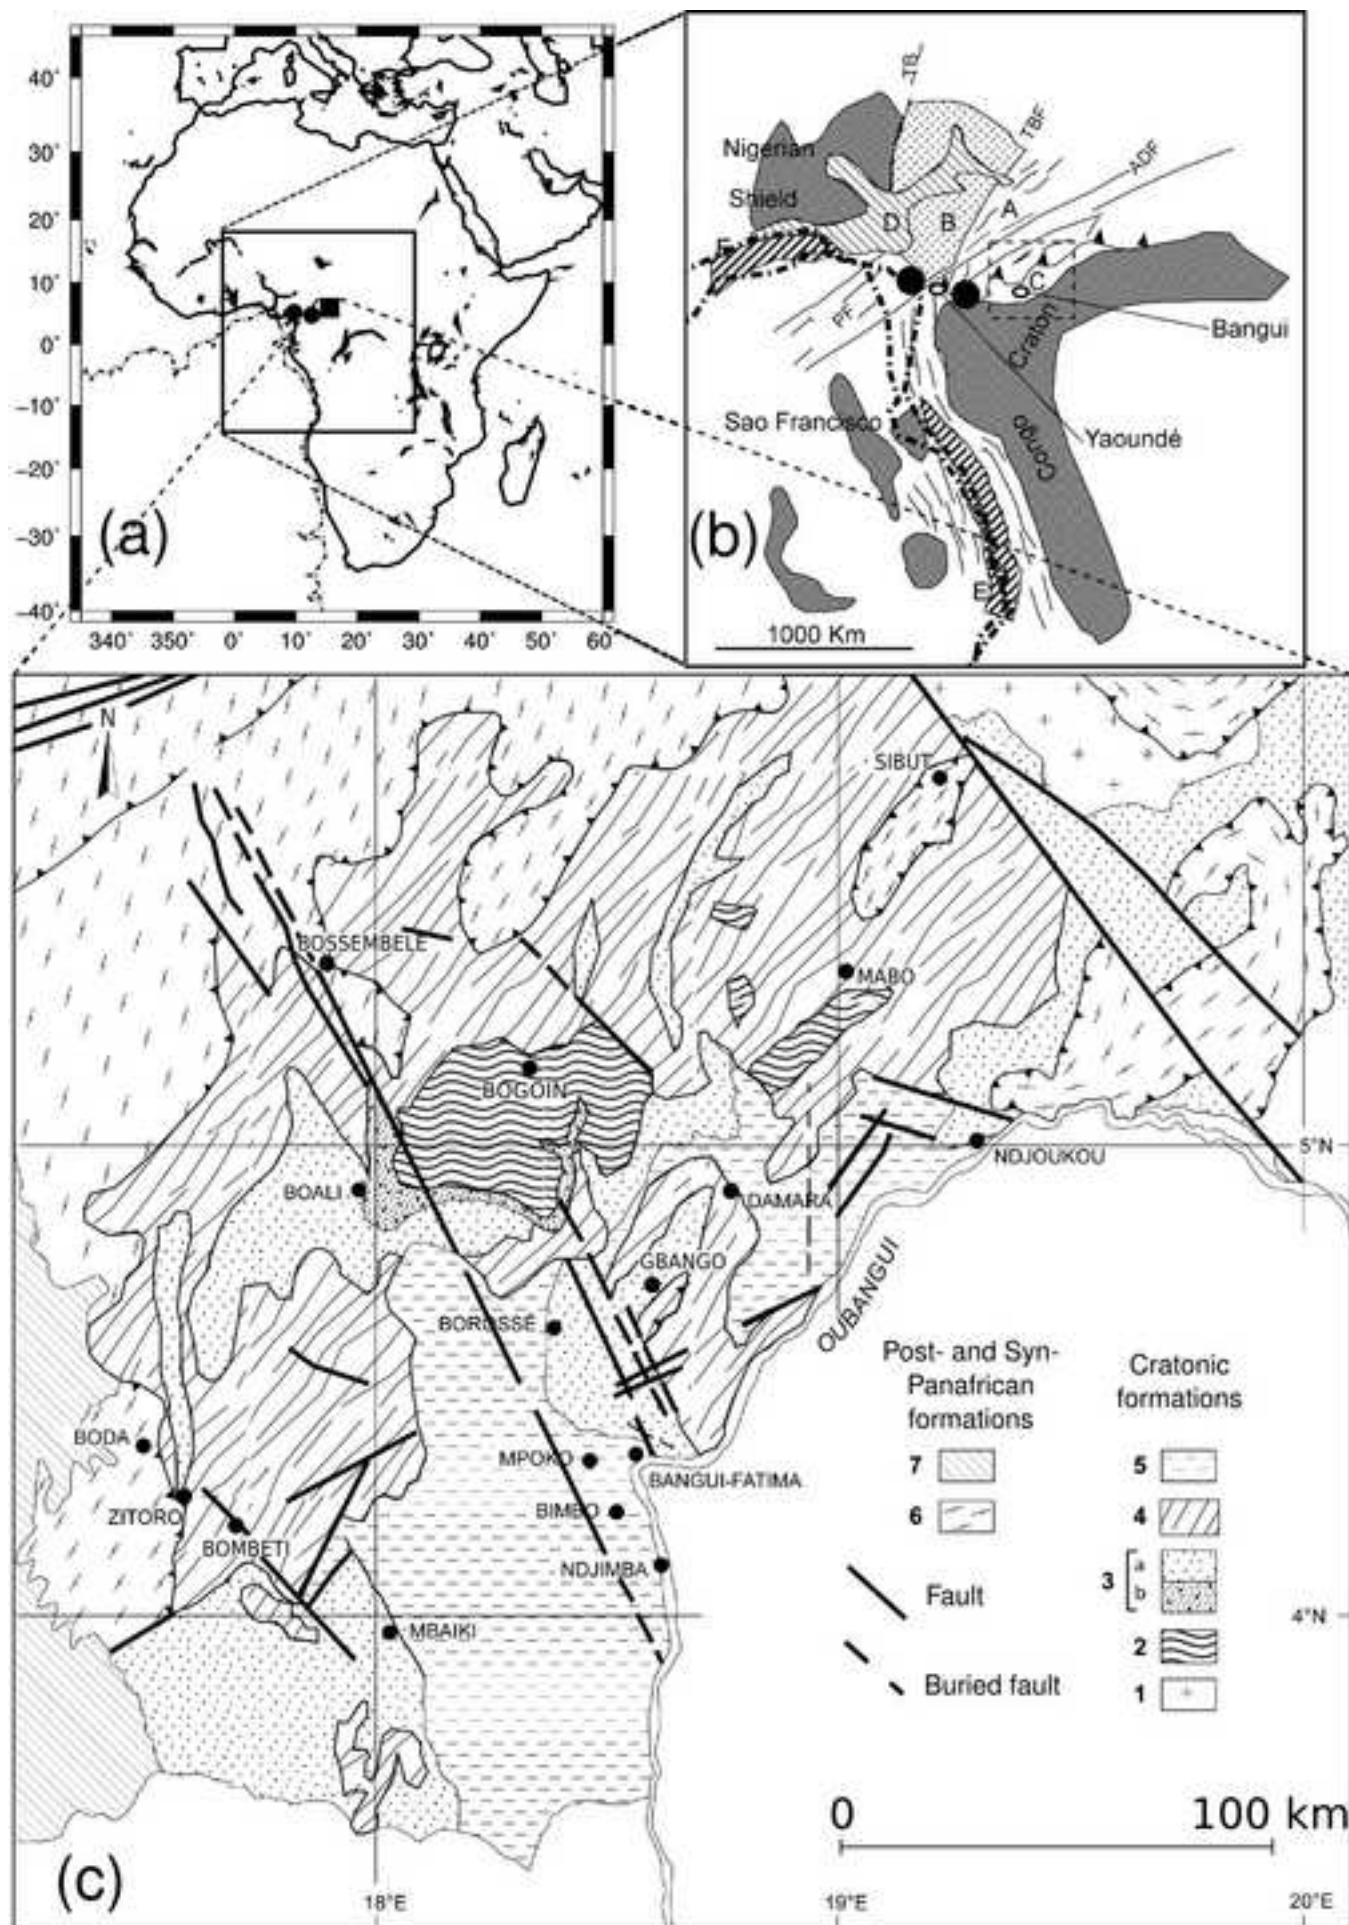 40°
30°
20°
10°
0°
−10°
−20°
−30°
−40°
340°
350°
0°
10°
20°
30°
40°
50°
60°
(a)
TB
TBF
ADF
Nigerian
Shield
A
B
D
C
E
PF
Bangui
Craton
Congo
Sao Francisco
Yaoundé
E
1000 Km
(b)
N
SIBUT
BOSSEMBELE
MABO
BOGOIN
NDJOUKOU
5°N
BOALI
DAMARA
GBANGO
OUBANGUI
BOROSSÉ
BODA
MPOKO
BANGUI-FATIMA
ZITORO
BIMBO
BOMBETI
NDJIMBA
MBAIKI
4°N
Post- and Syn-
Panafrican
formations
7
6
Fault
Buried fault
Cratonic
formations
5
4
3
a
b
2
1
0
100 km
(c)
18°E
19°E
20°E